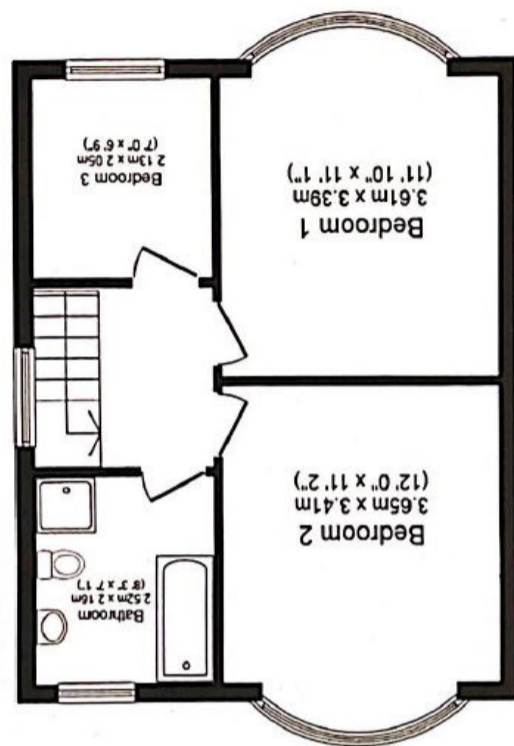 Bedroom 2
3.65m x 3.41m
(12' 0" x 11' 2")
Bathroom
2.52m x 2.16m
(8' 3" x 7' 1")
Bedroom 1
3.61m x 3.39m
(11' 10" x 11' 1")
Bedroom 3
2.13m x 2.05m
(7' 0" x 6' 9")